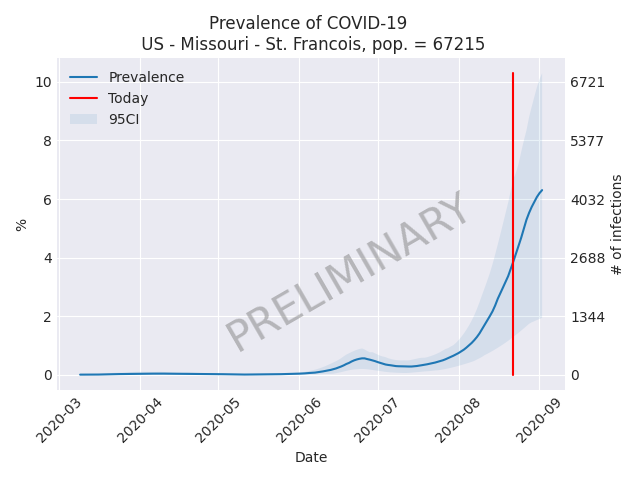 Prevalence of COVID-19
US - Missouri - St. Francois, pop. = 67215
Prevalence
Today
95CI
10
8
6
4
2
0
%
6721
5377
4032
2688
1344
0
# of infections
PRELIMINARY
2020-03
2020-04
2020-05
2020-06
2020-07
2020-08
2020-09
Date